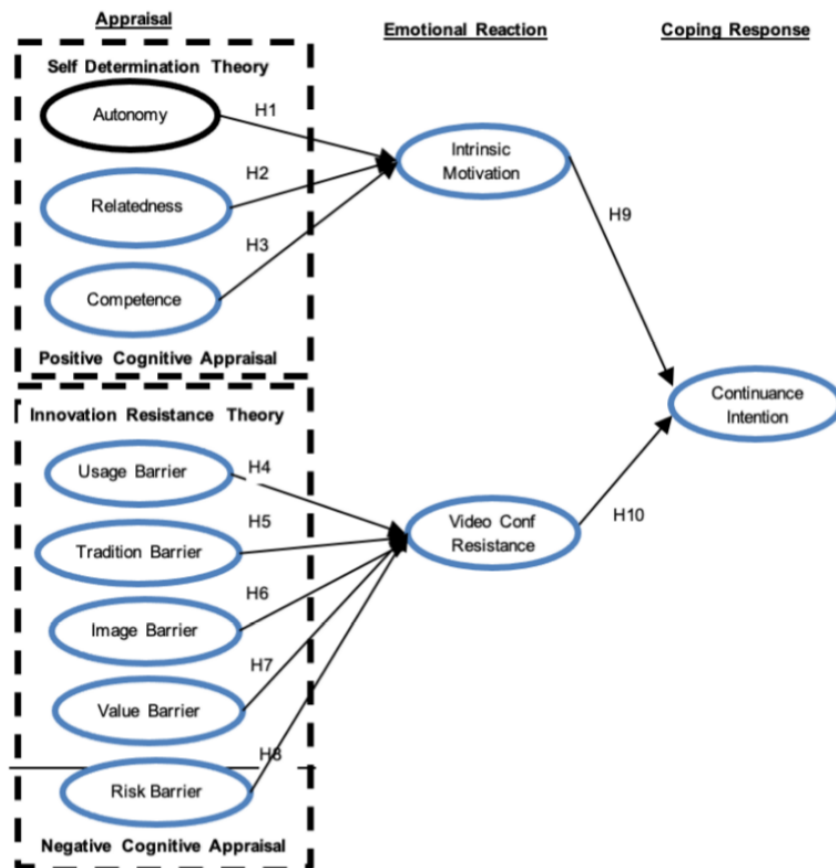 Appraisal
Emotional Reaction
Coping Response
Self Determination Theory
Autonomy
H1
Relatedness
H2
Competence
H3
Positive Cognitive Appraisal
Intrinsic
Motivation
H9
Innovation Resistance Theory
Usage Barrier
H4
Tradition Barrier
H5
Image Barrier
H6
Value Barrier
H7
Risk Barrier
H8
Negative Cognitive Appraisal
Video Conf
Resistance
H10
Continuance
Intention